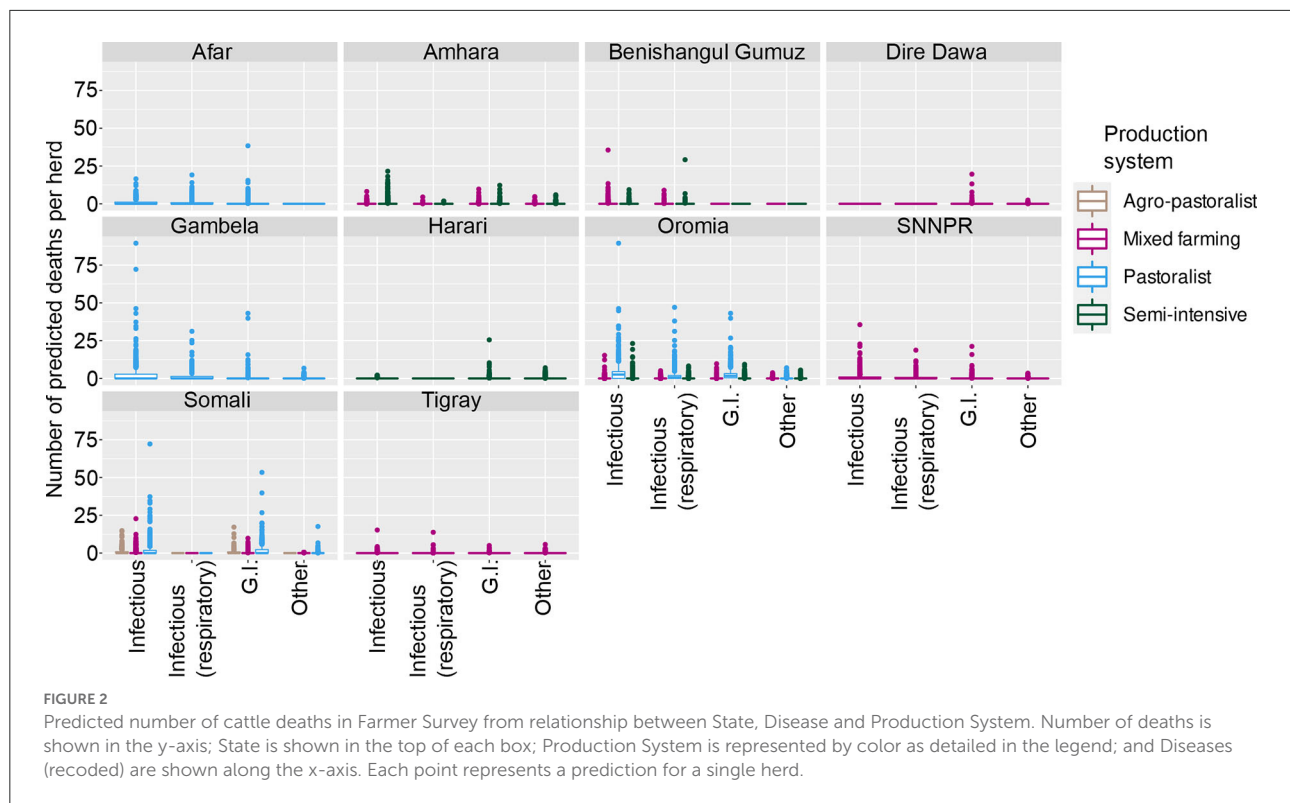 Afar
Amhara
Benishangul Gumuz
Dire Dawa
75
50
25
0
Gambela
Harari
Oromia
SNNPR
75
50
25
0
Somali
Tigray
75
50
25
0
Number of predicted deaths per herd
Infectious
Infectious
(respiratory)
G.I.
Other
Infectious
Infectious
(respiratory)
G.I.
Other
Infectious
Infectious
(respiratory)
G.I.
Other
Infectious
Infectious
(respiratory)
G.I.
Other
Production
system
Agro-pastoralist
Mixed farming
Pastoralist
Semi-intensive
FIGURE 2
Predicted number of cattle deaths in Farmer Survey from relationship between State, Disease and Production System. Number of deaths is
shown in the y-axis; State is shown in the top of each box; Production System is represented by color as detailed in the legend; and Diseases
(recoded) are shown along the x-axis. Each point represents a prediction for a single herd.